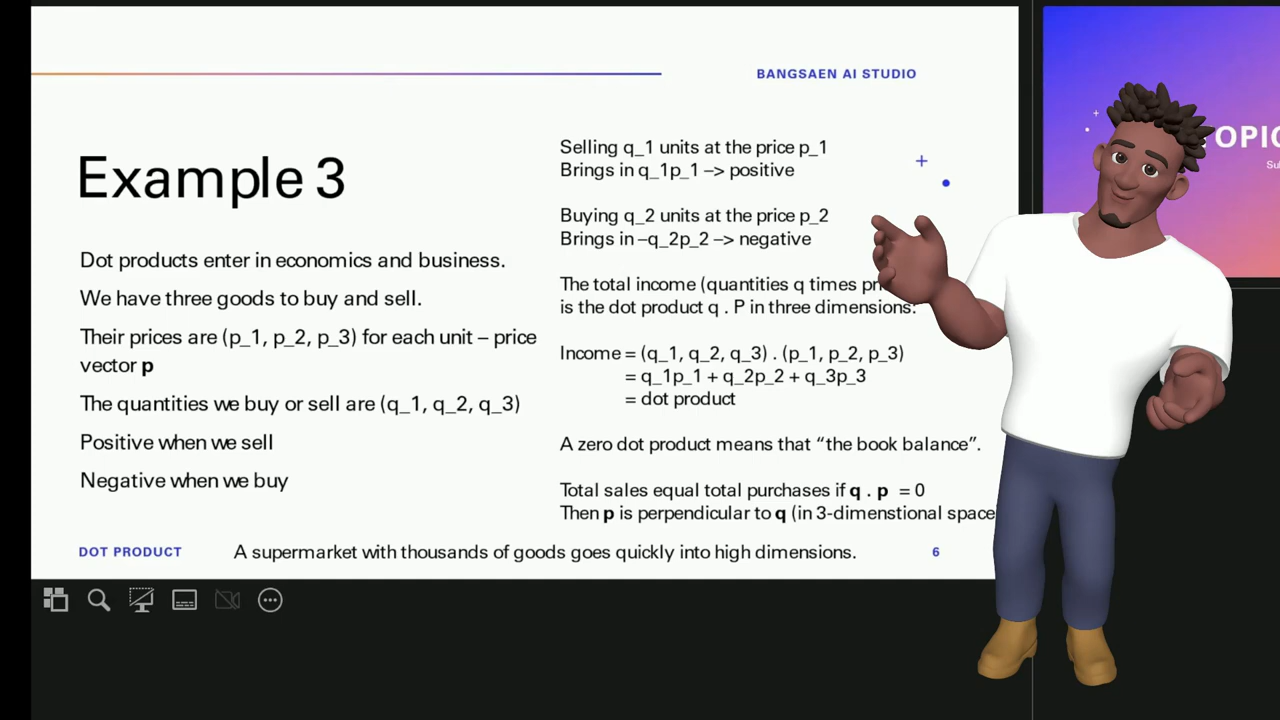 BANGSAEN AI STUDIO
Example 3
Dot products enter in economics and business.
We have three goods to buy and sell.
Their prices are (p_1, p_2, p_3) for each unit – price
vector p
The quantities we buy or sell are (q_1, q_2, q_3)
Positive when we sell
Negative when we buy
Selling q_1 units at the price p_1
Brings in q_1p_1 –> positive
Buying q_2 units at the price p_2
Brings in –q_2p_2 –> negative
The total income (quantities q times
is the dot product q . P in three dimensions:
Income = (q_1, q_2, q_3) . (p_1, p_2, p_3)
= q_1p_1 + q_2p_2 + q_3p_3
= dot product
A zero dot product means that “the book balance”.
Total sales equal total purchases if q . p = 0
Then p is perpendicular to q (in 3-dimenstional space
DOT PRODUCT
A supermarket with thousands of goods goes quickly into high dimensions.
6